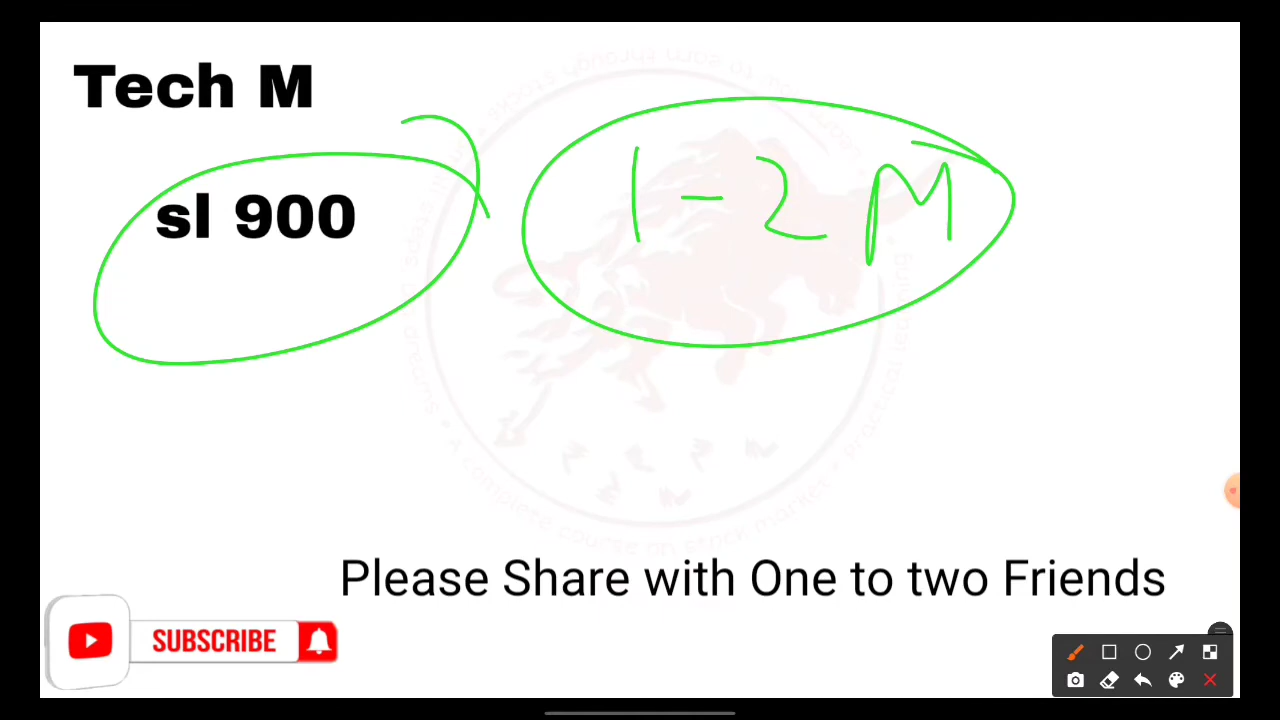 Tech M
sl 900
1-2 M
Please Share with One to two Friends
SUBSCRIBE